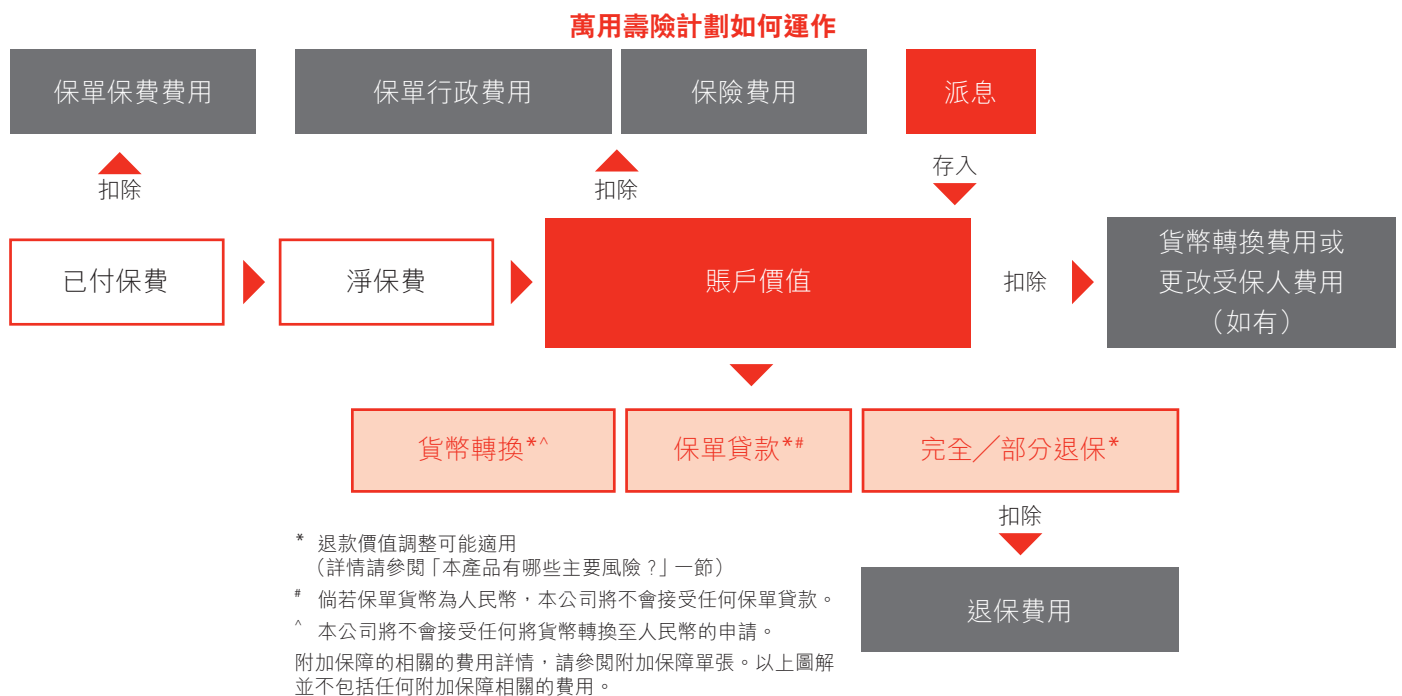 萬用壽險計劃如何運作
保單保費費用
保單行政費用
保險費用
派息
扣除
扣除
存入
已付保費
淨保費
賬戶價值
扣除
貨幣轉換費用或
更改受保人費用
（如有）
貨幣轉換*^
保單貸款*#
完全／部分退保*
扣除
退保費用
* 退款價值調整可能適用
（詳情請參閱「本產品有哪些主要風險？」一節）
# 倘若保單貨幣為人民幣，本公司將不會接受任何保單貸款。
^ 本公司將不會接受任何將貨幣轉換至人民幣的申請。
附加保障的相關的費用詳情，請參閱附加保障單張。以上圖解
並不包括任何附加保障相關的費用。